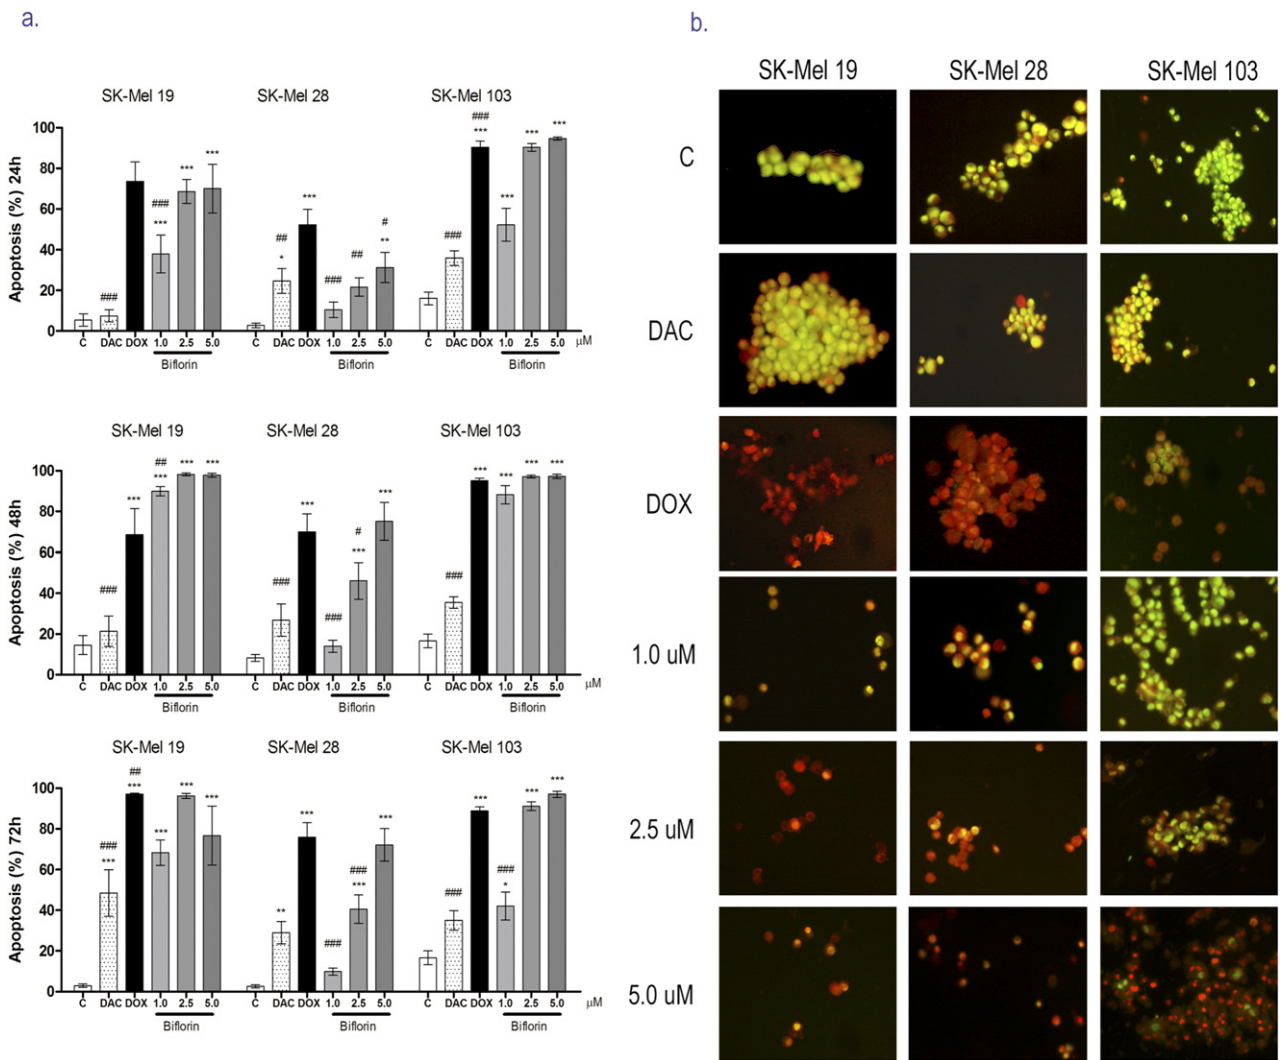 a.
SK-Mel 19 SK-Mel 28 SK-Mel 103
### ***
*** *** *** ***
### ***
*** ## * *** ### ## # ** ### ***
Apoptosis (%) 24h
100
80
60
40
20
0
C DAC DOX 1.0 2.5 5.0 C DAC DOX 1.0 2.5 5.0 C DAC DOX 1.0 2.5 5.0 μM
Biflorin Biflorin Biflorin
SK-Mel 19 SK-Mel 28 SK-Mel 103
### *** ## *** *** *** ### *** ### # *** *** ### *** *** *** ***
Apoptosis (%) 48h
100
80
60
40
20
0
C DAC DOX 1.0 2.5 5.0 C DAC DOX 1.0 2.5 5.0 C DAC DOX 1.0 2.5 5.0 μM
Biflorin Biflorin Biflorin
SK-Mel 19 SK-Mel 28 SK-Mel 103
### *** ## *** *** *** *** ** *** ### ### *** *** ### *** ### * *** ***
Apoptosis (%) 72h
100
80
60
40
20
0
C DAC DOX 1.0 2.5 5.0 C DAC DOX 1.0 2.5 5.0 C DAC DOX 1.0 2.5 5.0 μM
Biflorin Biflorin Biflorin
b.
SK-Mel 19 SK-Mel 28 SK-Mel 103
C
DAC
DOX
1.0 uM
2.5 uM
5.0 uM